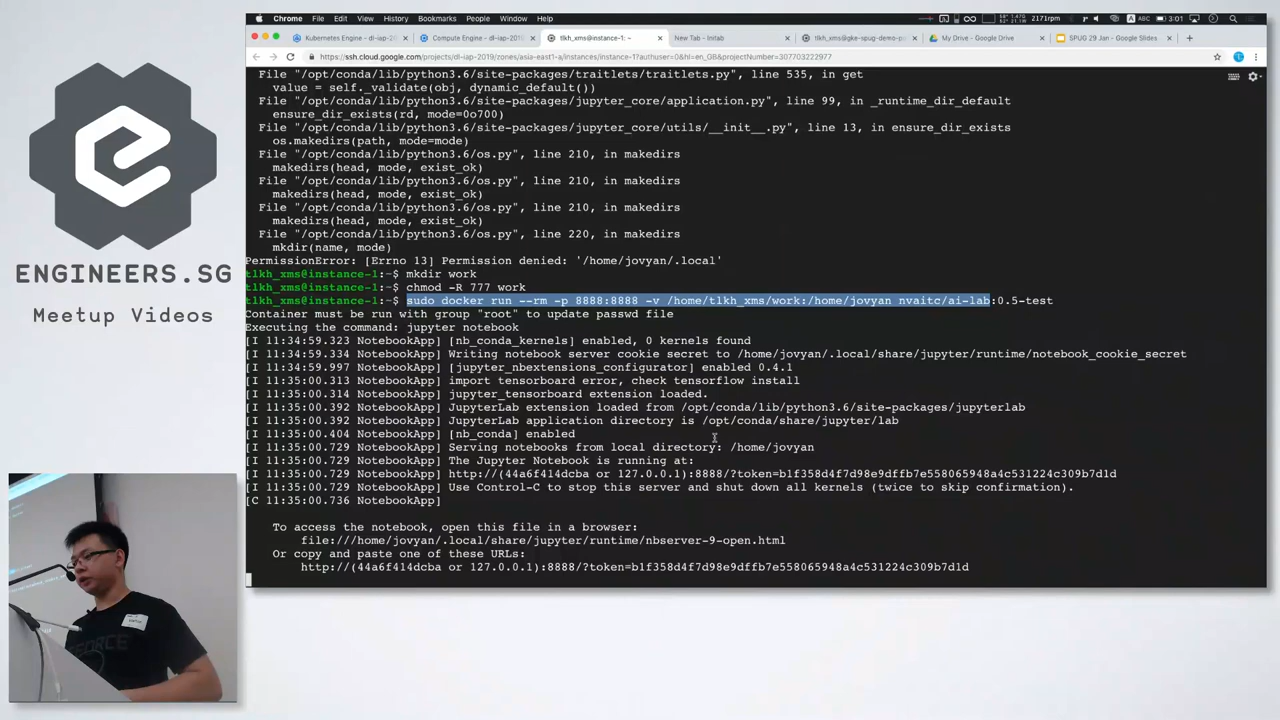 Chrome File Edit View History Bookmarks People Window Help
2171rpm
ABC
3:01
Kubernetes Engine - dl-iap-2019
Compute Engine - dl-iap-2019
tlkh_xms@instance-1: ~
New Tab - Initab
tlkh_xms@gke-spug-demo-p
My Drive - Google Drive
SPUG 29 Jan - Google Slides
https://ssh.cloud.google.com/projects/dl-iap-2019/zones/asia-east1-a/instances/instance-1?authuser=0&hl=en_GB&projectNumber=307703222977
File "/opt/conda/lib/python3.6/site-packages/traitlets/traitlets.py", line 535, in get
value = self._validate(obj, dynamic_default())
File "/opt/conda/lib/python3.6/site-packages/jupyter_core/application.py", line 99, in _runtime_dir_default
ensure_dir_exists(rd, mode=0o700)
File "/opt/conda/lib/python3.6/site-packages/jupyter_core/utils/__init__.py", line 13, in ensure_dir_exists
os.makedirs(path, mode=mode)
File "/opt/conda/lib/python3.6/os.py", line 210, in makedirs
makedirs(head, mode, exist_ok)
File "/opt/conda/lib/python3.6/os.py", line 210, in makedirs
makedirs(head, mode, exist_ok)
File "/opt/conda/lib/python3.6/os.py", line 210, in makedirs
makedirs(head, mode, exist_ok)
File "/opt/conda/lib/python3.6/os.py", line 220, in makedirs
mkdir(name, mode)
PermissionError: [Errno 13] Permission denied: '/home/jovyan/.local'
tlkh_xms@instance-1:~$ mkdir work
tlkh_xms@instance-1:~$ chmod -R 777 work
tlkh_xms@instance-1:~$ sudo docker run --rm -p 8888:8888 -v /home/tlkh_xms/work:/home/jovyan nvaitc/ai-lab:0.5-test
Container must be run with group "root" to update passwd file
Executing the command: jupyter notebook
[I 11:34:59.323 NotebookApp] [nb_conda_kernels] enabled, 0 kernels found
[I 11:34:59.334 NotebookApp] Writing notebook server cookie secret to /home/jovyan/.local/share/jupyter/runtime/notebook_cookie_secret
[I 11:34:59.997 NotebookApp] [jupyter_nbextensions_configurator] enabled 0.4.1
[I 11:35:00.313 NotebookApp] import tensorboard error, check tensorflow install
[I 11:35:00.314 NotebookApp] jupyter_tensorboard extension loaded.
[I 11:35:00.392 NotebookApp] JupyterLab extension loaded from /opt/conda/lib/python3.6/site-packages/jupyterlab
[I 11:35:00.392 NotebookApp] JupyterLab application directory is /opt/conda/share/jupyter/lab
[I 11:35:00.404 NotebookApp] [nb_conda] enabled
[I 11:35:00.729 NotebookApp] Serving notebooks from local directory: /home/jovyan
[I 11:35:00.729 NotebookApp] The Jupyter Notebook is running at:
[I 11:35:00.729 NotebookApp] http://(44a6f414dcba or 127.0.0.1):8888/?token=b1f358d4f7d98e9dffb7e558065948a4c531224c309b7d1d
[I 11:35:00.729 NotebookApp] Use Control-C to stop this server and shut down all kernels (twice to skip confirmation).
[C 11:35:00.736 NotebookApp]
To access the notebook, open this file in a browser:
file:///home/jovyan/.local/share/jupyter/runtime/nbserver-9-open.html
Or copy and paste one of these URLs:
http://(44a6f414dcba or 127.0.0.1):8888/?token=b1f358d4f7d98e9dffb7e558065948a4c531224c309b7d1d
ENGINEERS.SG
Meetup Videos